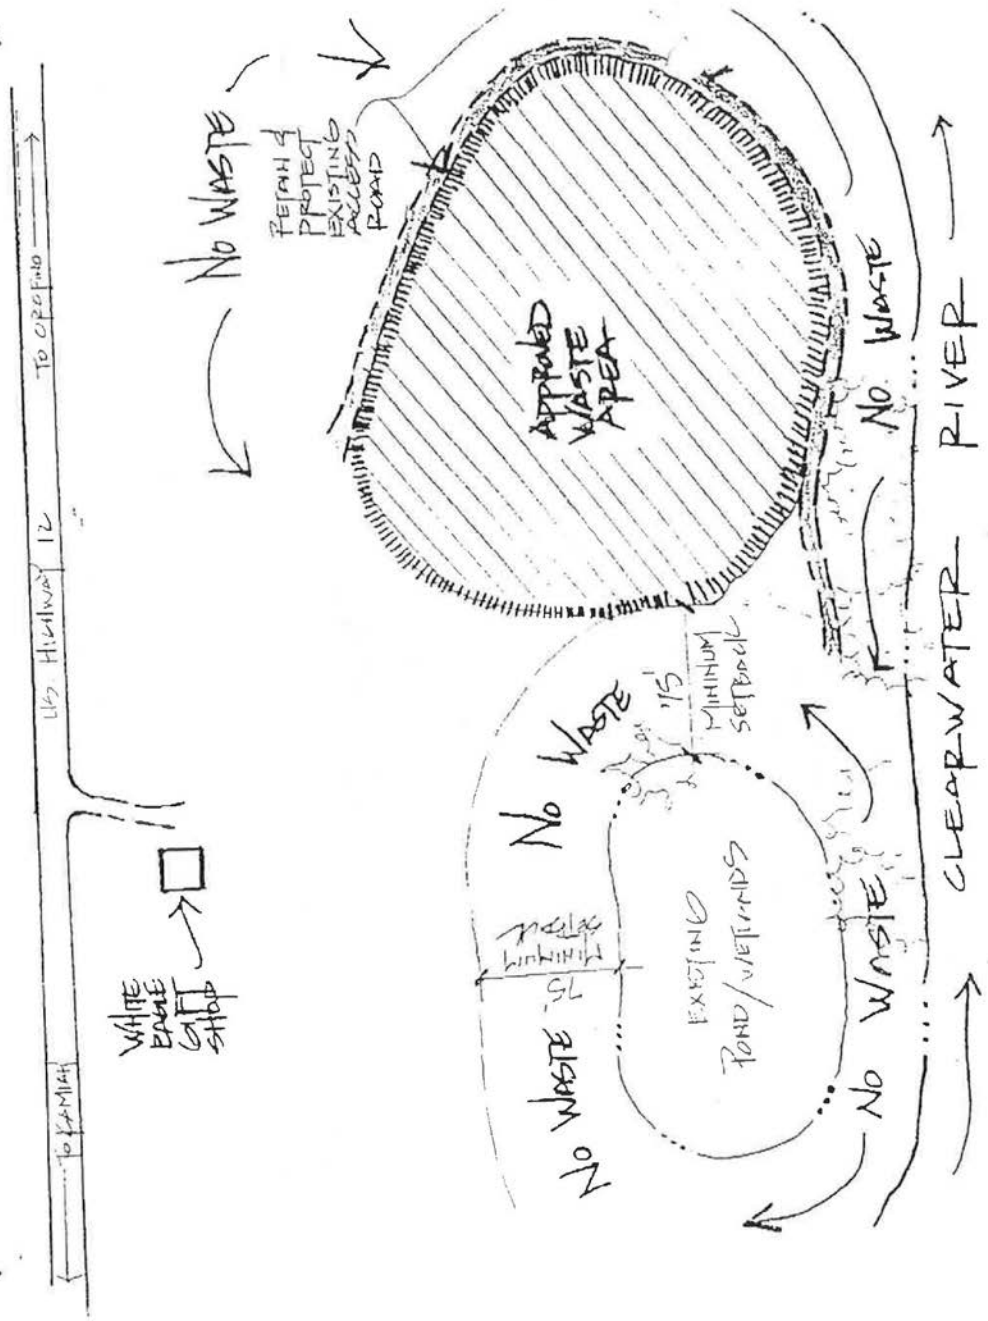 TO KAMIAH
U.S. HIGHWAY 12
TO OROFINO
WHITE
EAGLE
GIFT
SHOP
NO WASTE
RETAIN &
PROTECT
EXISTING
ACCESS
ROAD
APPROVED
WASTE
AREA
NO WASTE
75'
MINIMUM
SETBACK
NO WASTE
75'
MINIMUM
SETBACK
EXISTING
POND/WETLANDS
NO WASTE
NO WASTE
CLEARWATER RIVER